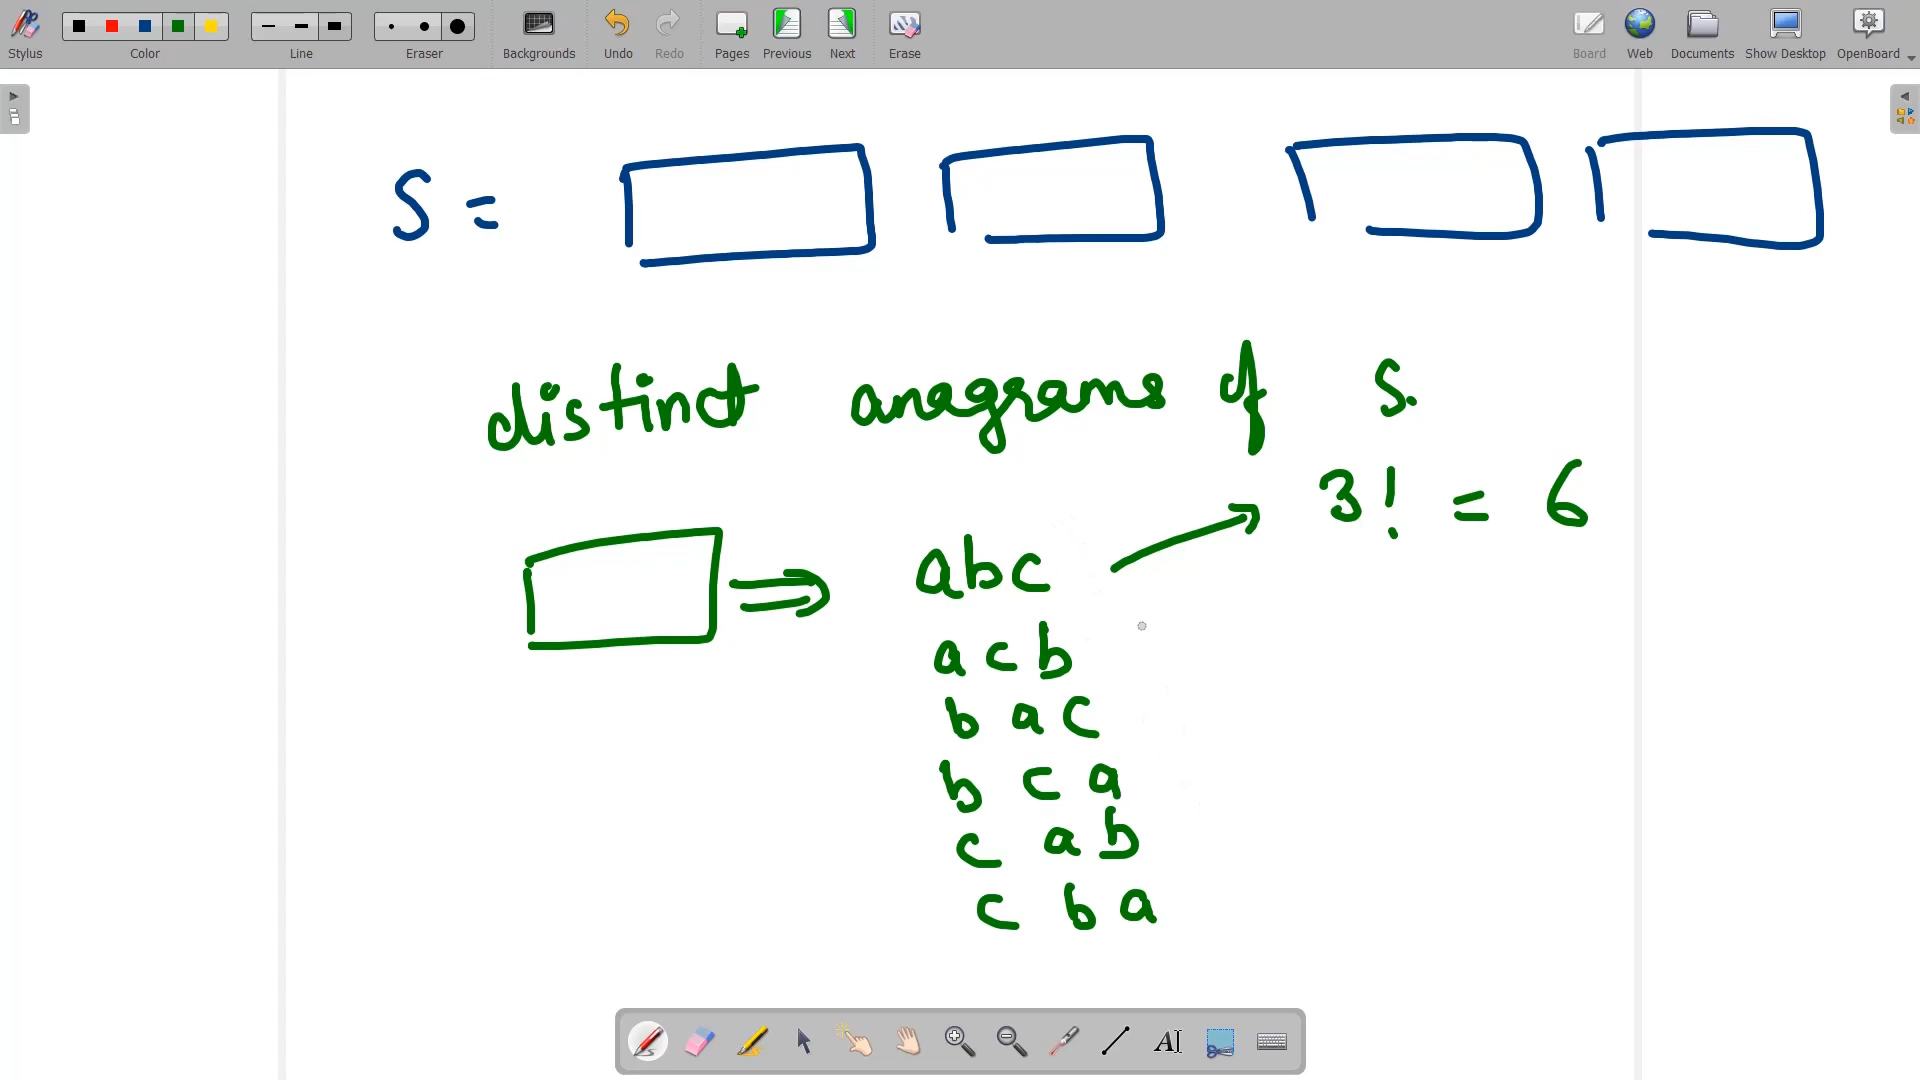 Stylus Color Line Eraser Backgrounds Undo Redo Pages Previous Next Erase Board Web Documents Show Desktop OpenBoard
S =
distinct anagrams of S.
3! = 6
abc
acb
bac
bca
cab
cba